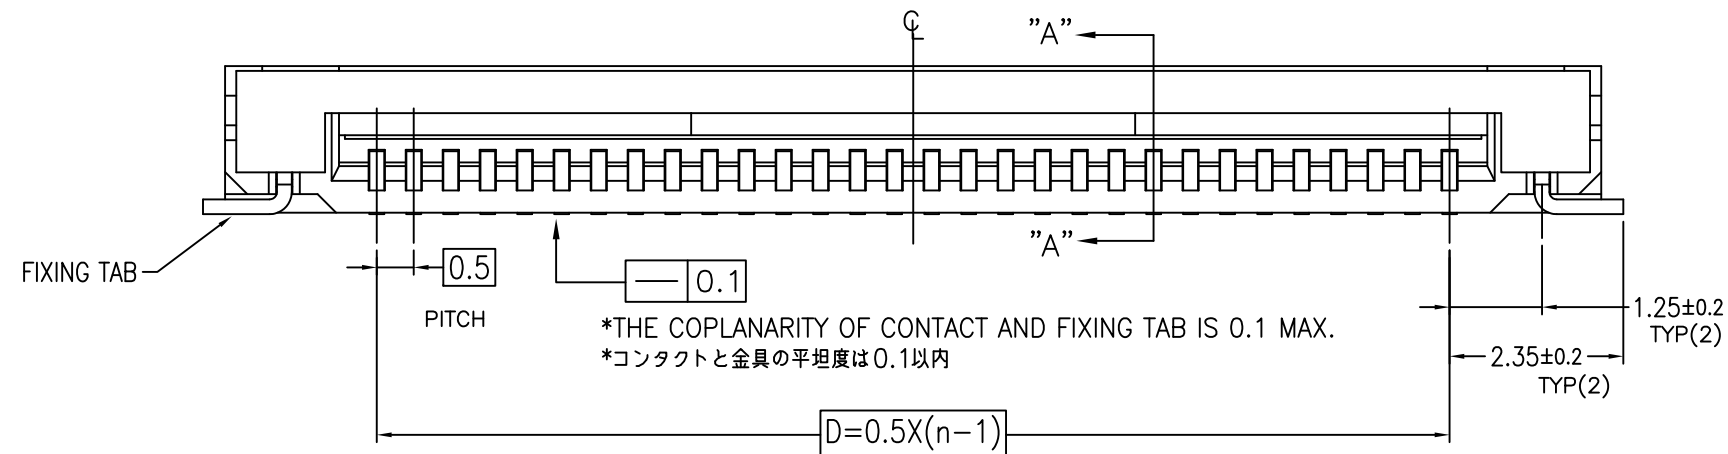 ℄
”A”
”A”
FIXING TAB
0.5
PITCH
— 0.1
*THE COPLANARITY OF CONTACT AND FIXING TAB IS 0.1 MAX.
*コンタクトと金具の平坦度は0.1以内
1.25±0.2
TYP(2)
2.35±0.2
TYP(2)
D=0.5X(n-1)